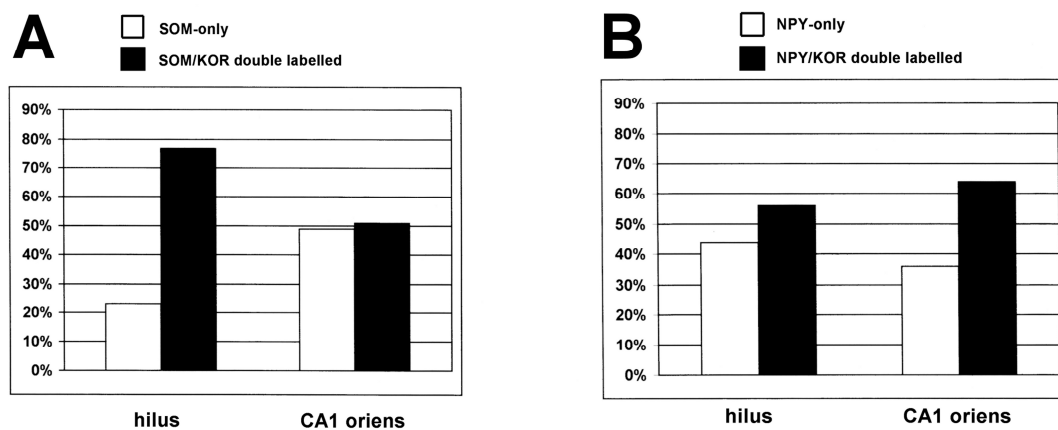 A
SOM-only
SOM/KOR double labelled
90%
80%
70%
60%
50%
40%
30%
20%
10%
0%
hilus CA1 oriens
B
NPY-only
NPY/KOR double labelled
90%
80%
70%
60%
50%
40%
30%
20%
10%
0%
hilus CA1 oriens